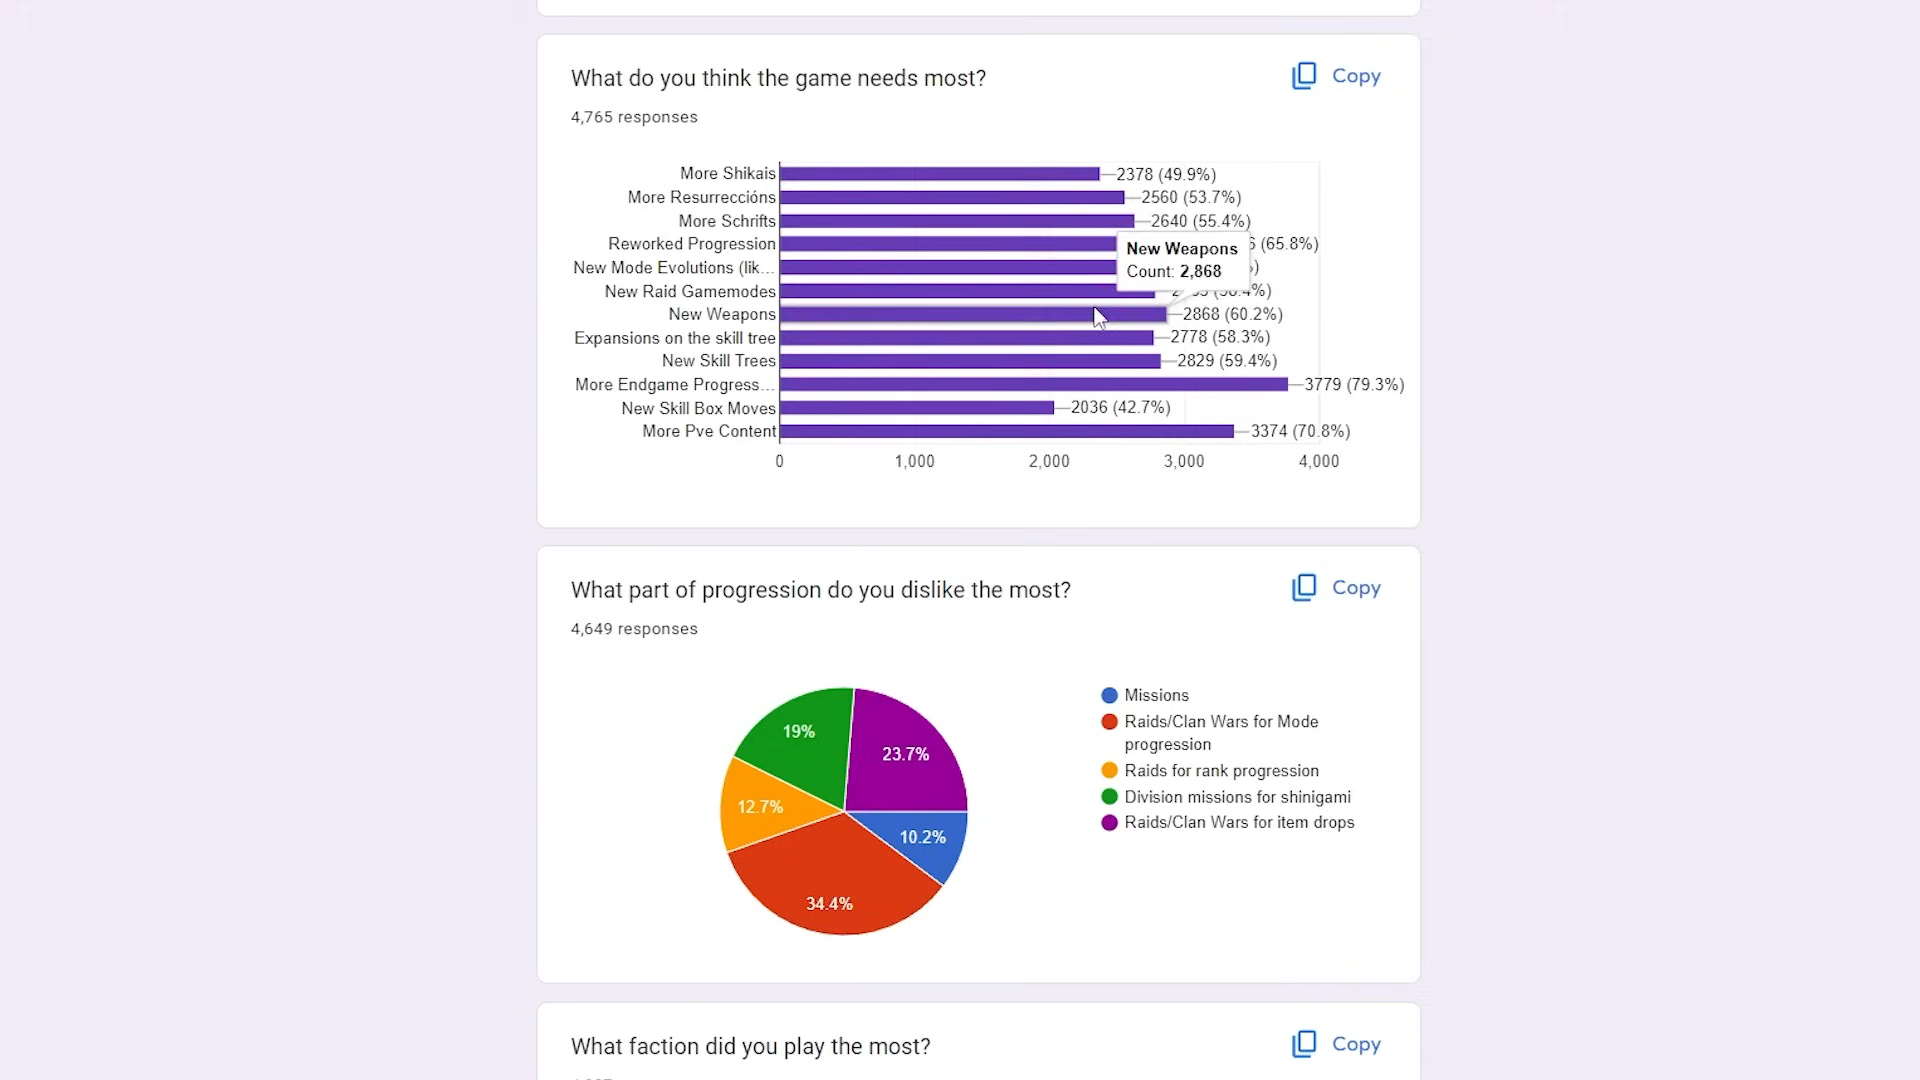 What do you think the game needs most?
Copy
4,765 responses
More Shikais 2378 (49.9%)
More Resurreccións 2560 (53.7%)
More Schrifts 2640 (55.4%)
Reworked Progression (65.8%)
New Mode Evolutions (lik...
New Raid Gamemodes
New Weapons 2868 (60.2%)
Expansions on the skill tree 2778 (58.3%)
New Skill Trees 2829 (59.4%)
More Endgame Progress... 3779 (79.3%)
New Skill Box Moves 2036 (42.7%)
More Pve Content 3374 (70.8%)
New Weapons
Count: 2,868
0 1,000 2,000 3,000 4,000
What part of progression do you dislike the most?
Copy
4,649 responses
19%
23.7%
12.7%
10.2%
34.4%
Missions
Raids/Clan Wars for Mode
progression
Raids for rank progression
Division missions for shinigami
Raids/Clan Wars for item drops
What faction did you play the most?
Copy